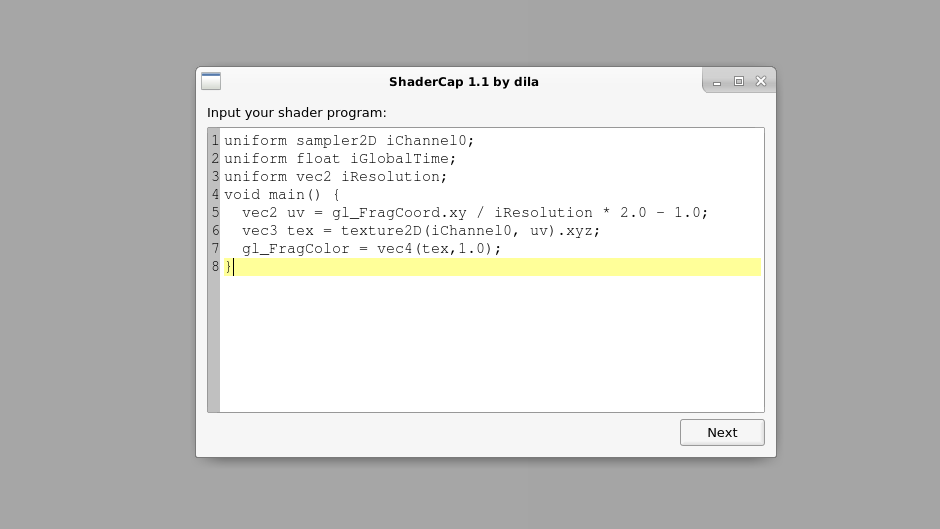 ShaderCap 1.1 by dila
Input your shader program:
1 uniform sampler2D iChannel0;
2 uniform float iGlobalTime;
3 uniform vec2 iResolution;
4 void main() {
5   vec2 uv = gl_FragCoord.xy / iResolution * 2.0 - 1.0;
6   vec3 tex = texture2D(iChannel0, uv).xyz;
7   gl_FragColor = vec4(tex,1.0);
8 }
Next